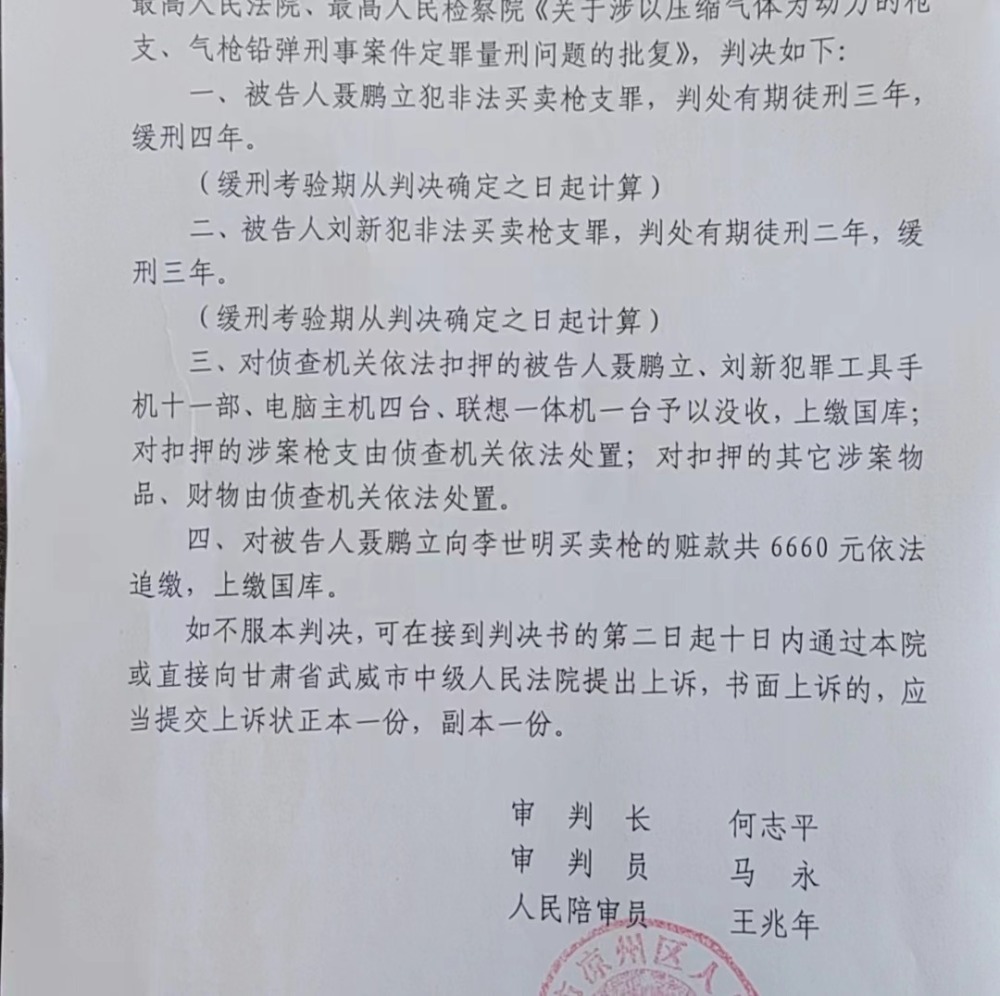 最高人民法院、最高人民检察院《关于涉以压缩气体为动力的枪
支、气枪铅弹刑事案件定罪量刑问题的批复》，判决如下：
一、被告人聂鹏立犯非法买卖枪支罪，判处有期徒刑三年，
缓刑四年。
（缓刑考验期从判决确定之日起计算）
二、被告人刘新犯非法买卖枪支罪，判处有期徒刑二年，缓
刑三年。
（缓刑考验期从判决确定之日起计算）
三、对侦查机关依法扣押的被告人聂鹏立、刘新犯罪工具手
机十一部、电脑主机四台、联想一体机一台予以没收，上缴国库；
对扣押的涉案枪支由侦查机关依法处置；对扣押的其它涉案物
品、财物由侦查机关依法处置。
四、对被告人聂鹏立向李世明买卖枪的赃款共 6660 元依法
追缴，上缴国库。
如不服本判决，可在接到判决书的第二日起十日内通过本院
或直接向甘肃省武威市中级人民法院提出上诉，书面上诉的，应
当提交上诉状正本一份，副本一份。
审 判 长 何志平
审 判 员 马 永
人民陪审员 王兆年
凉州区人